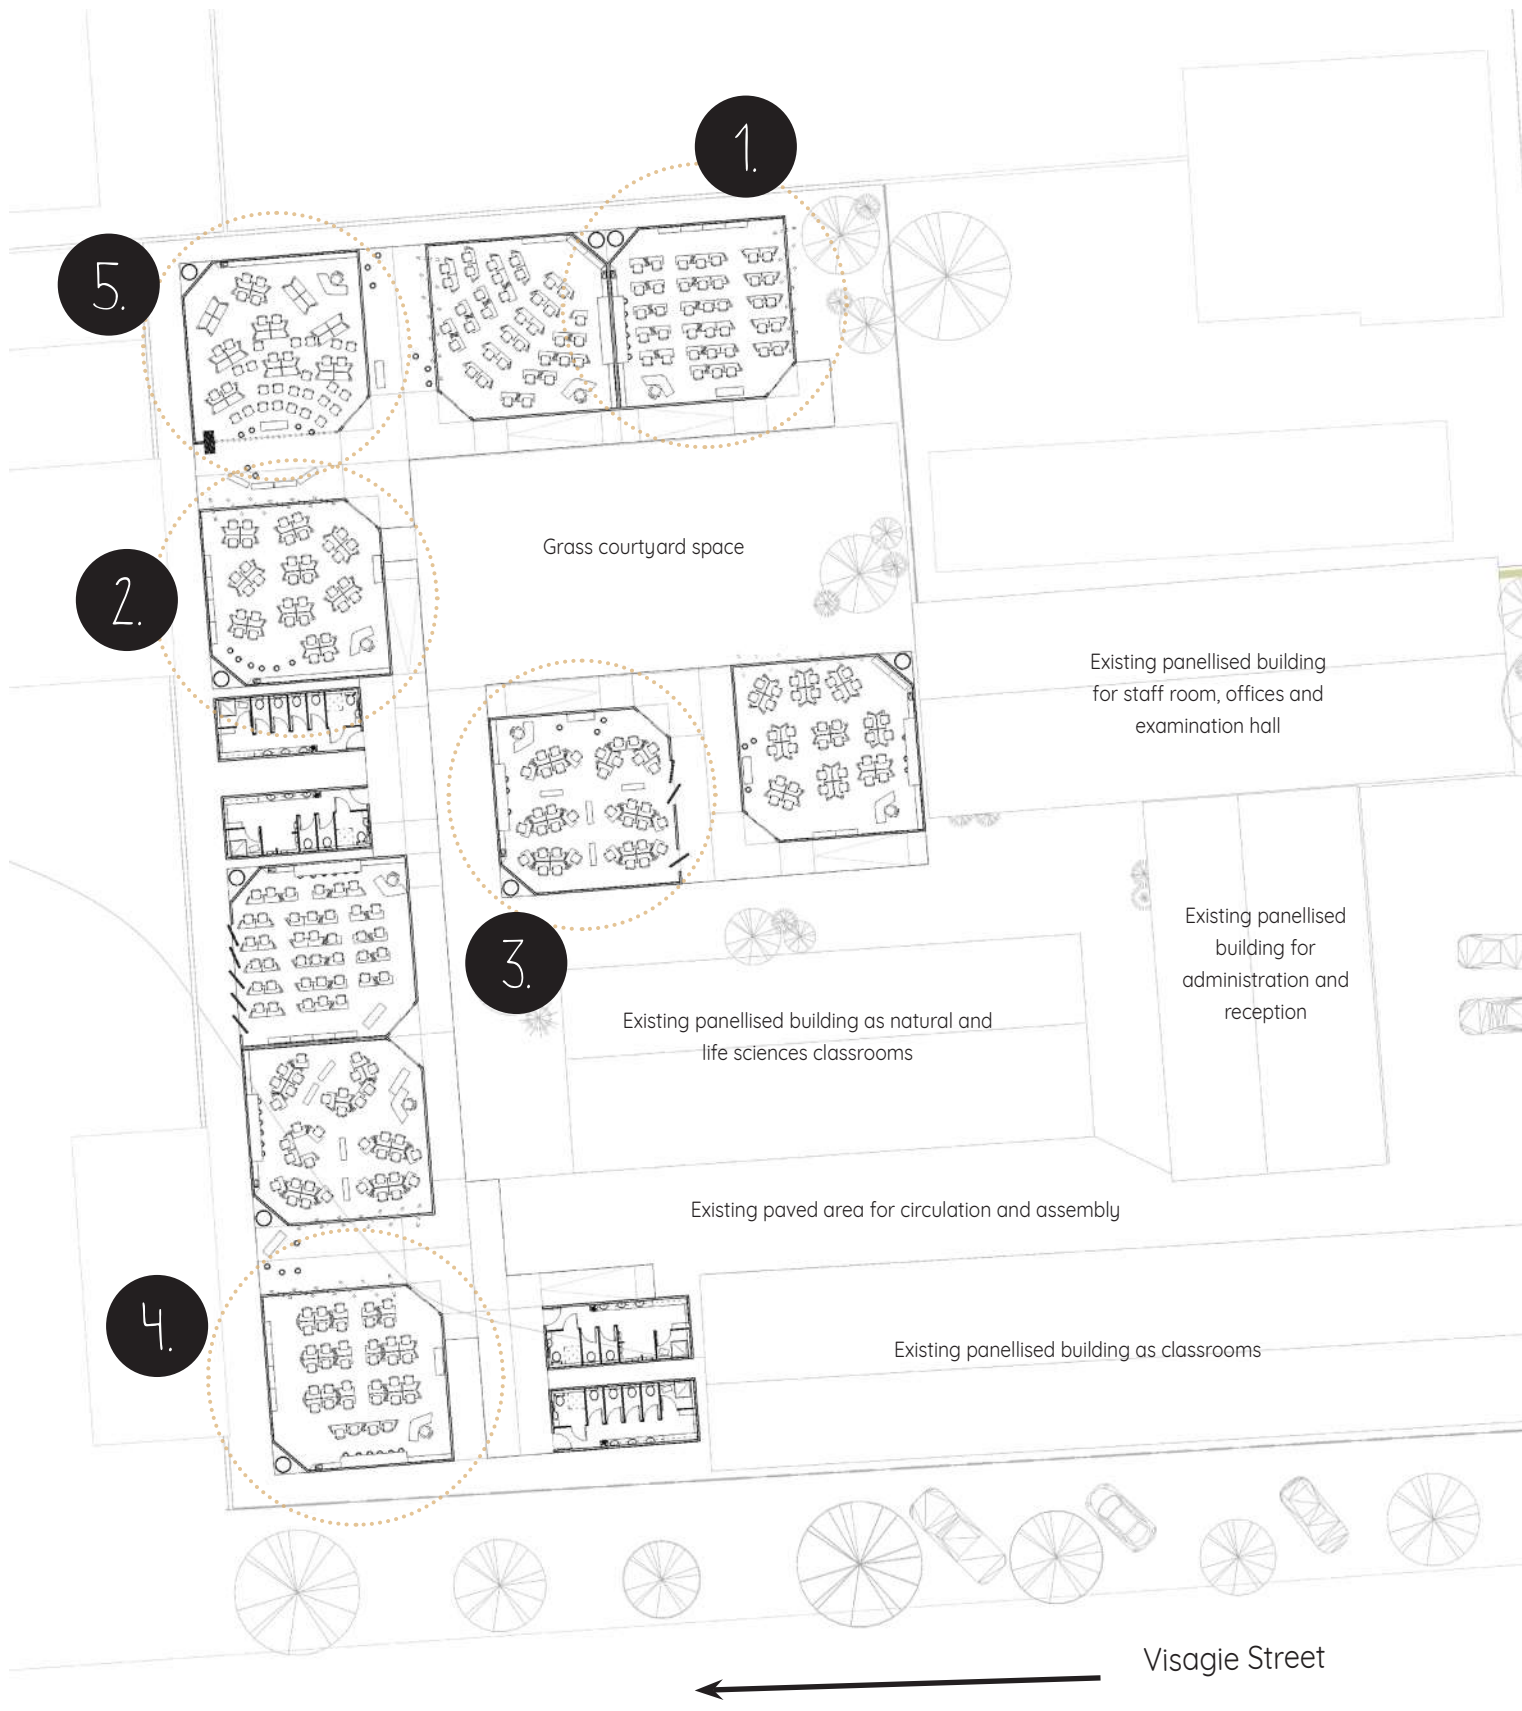 1.
5.
2.
Grass courtyard space
Existing panellised building
for staff room, offices and
examination hall
3.
Existing panellised
building for
administration and
reception
Existing panellised building as natural and
life sciences classrooms
Existing paved area for circulation and assembly
4.
Existing panellised building as classrooms
Visagie Street